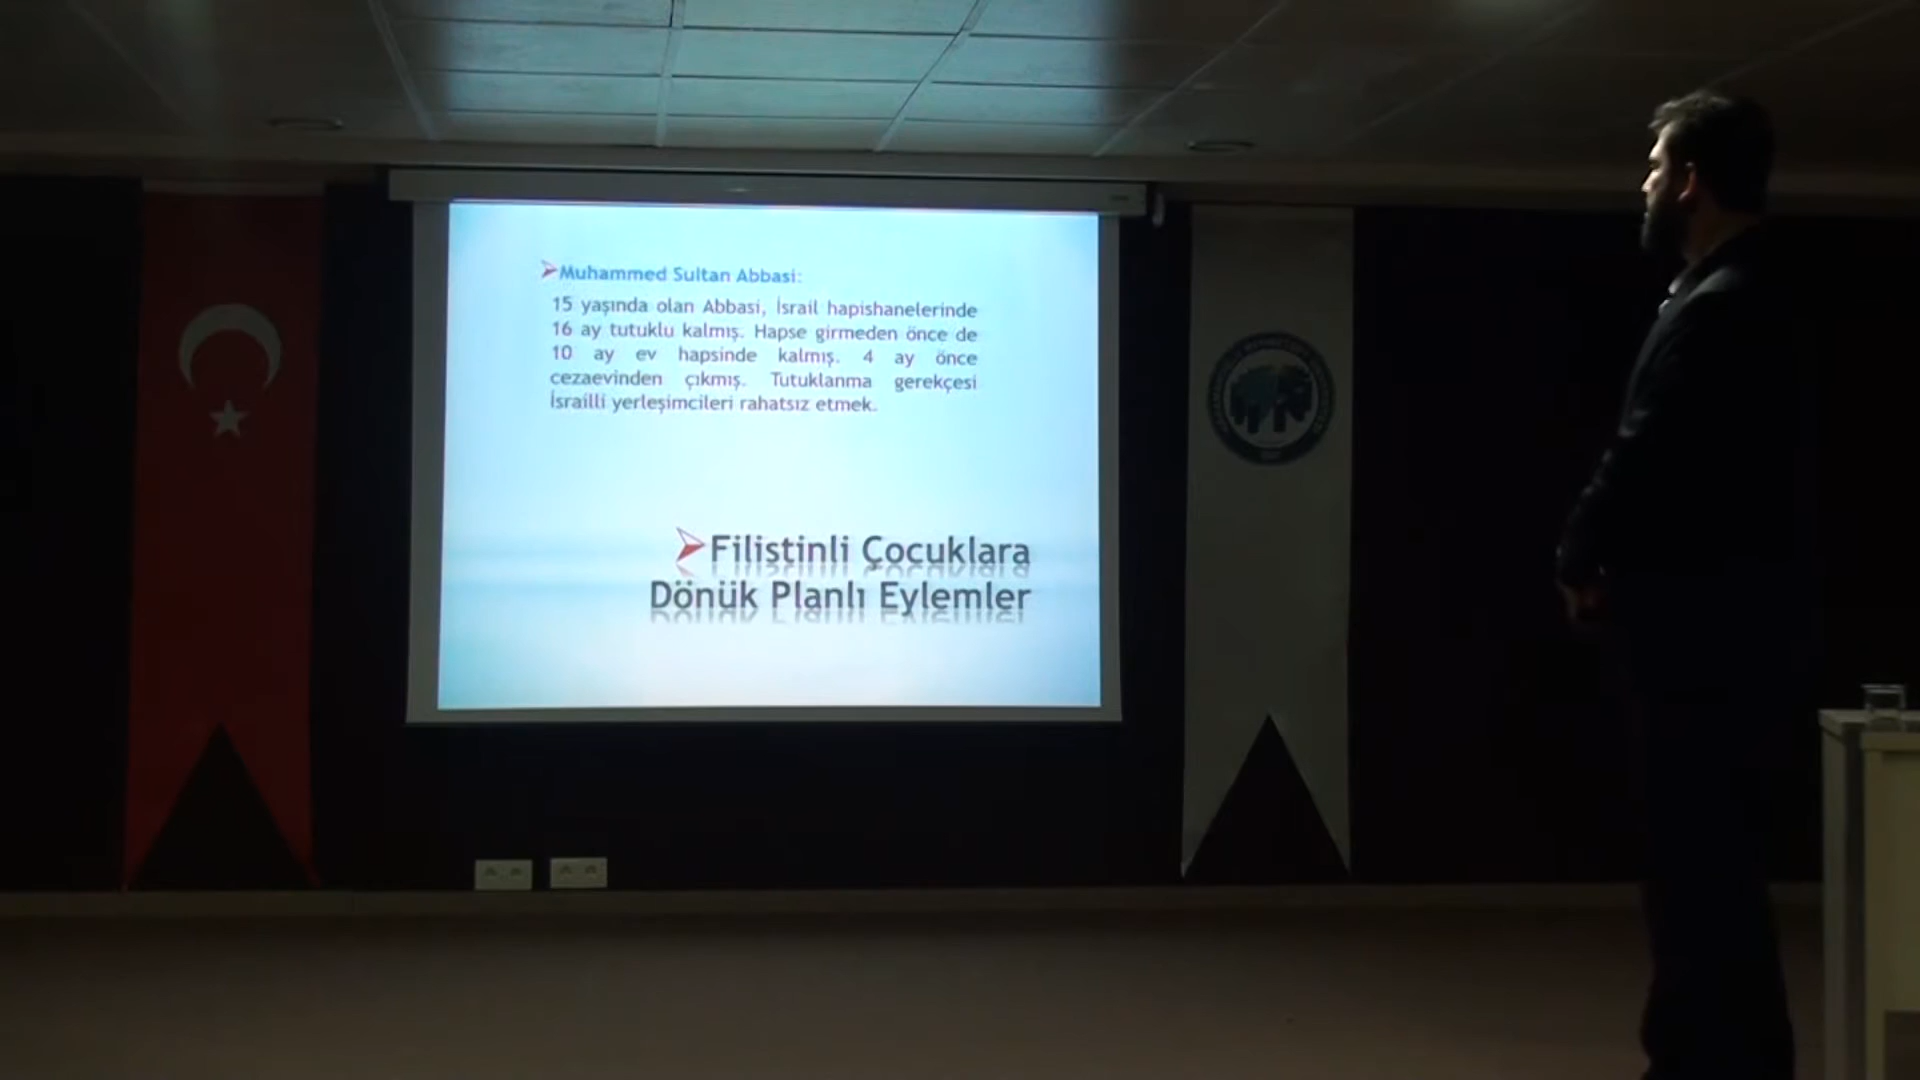 Muhammed Sultan Abbasi:
15 yaşında olan Abbasi, İsrail hapishanelerinde
16 ay tutuklu kalmış. Hapse girmeden önce de
10 ay ev hapsinde kalmış. 4 ay önce
cezaevinden çıkmış. Tutuklanma gerekçesi
İsrailli yerleşimcileri rahatsız etmek.
Filistinli Çocuklara
Dönük Planlı Eylemler